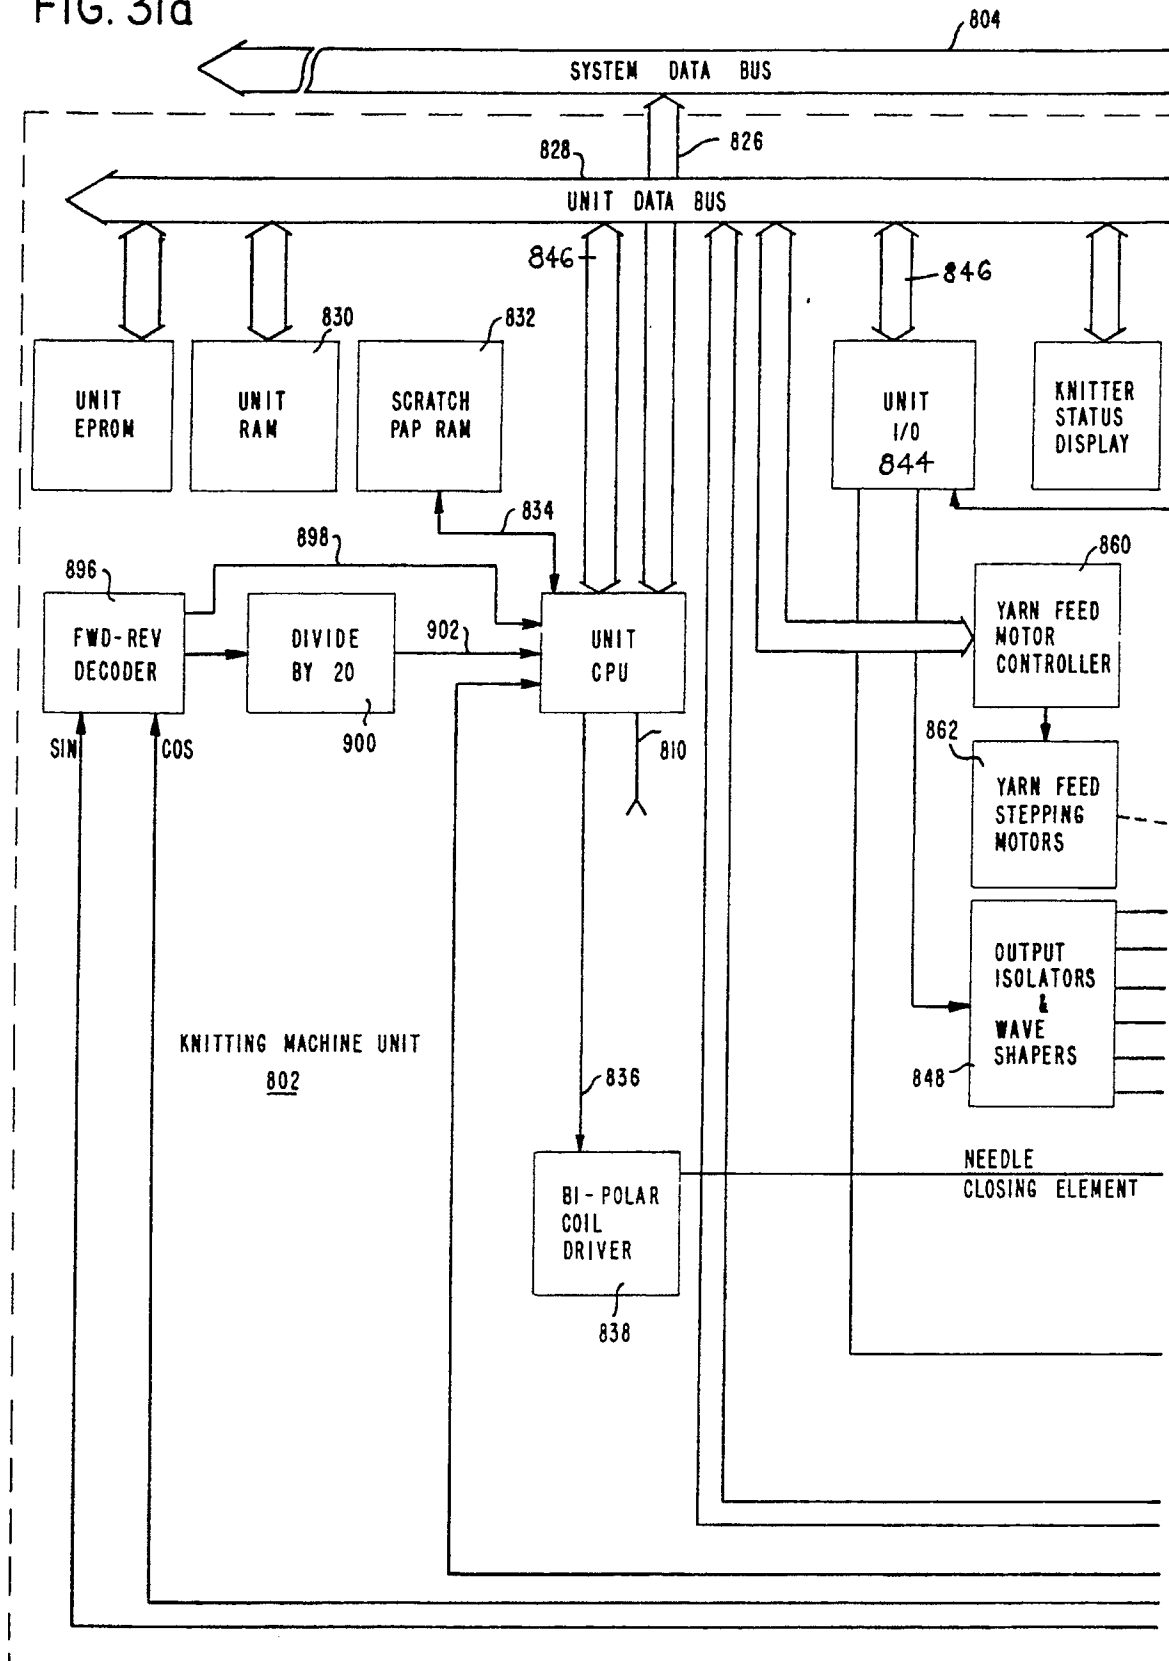 FIG. 31a
804
SYSTEM DATA BUS
826
828
UNIT DATA BUS
846
846
830
832
UNIT
EPROM
UNIT
RAM
SCRATCH
PAP RAM
UNIT
I/O
844
KNITTER
STATUS
DISPLAY
834
898
896
860
FWD-REV
DECODER
DIVIDE
BY 20
902
UNIT
CPU
YARN FEED
MOTOR
CONTROLLER
SIN
COS
900
810
862
YARN FEED
STEPPING
MOTORS
OUTPUT
ISOLATORS
&
WAVE
SHAPERS
848
KNITTING MACHINE UNIT
802
836
NEEDLE
CLOSING ELEMENT
BI-POLAR
COIL
DRIVER
838